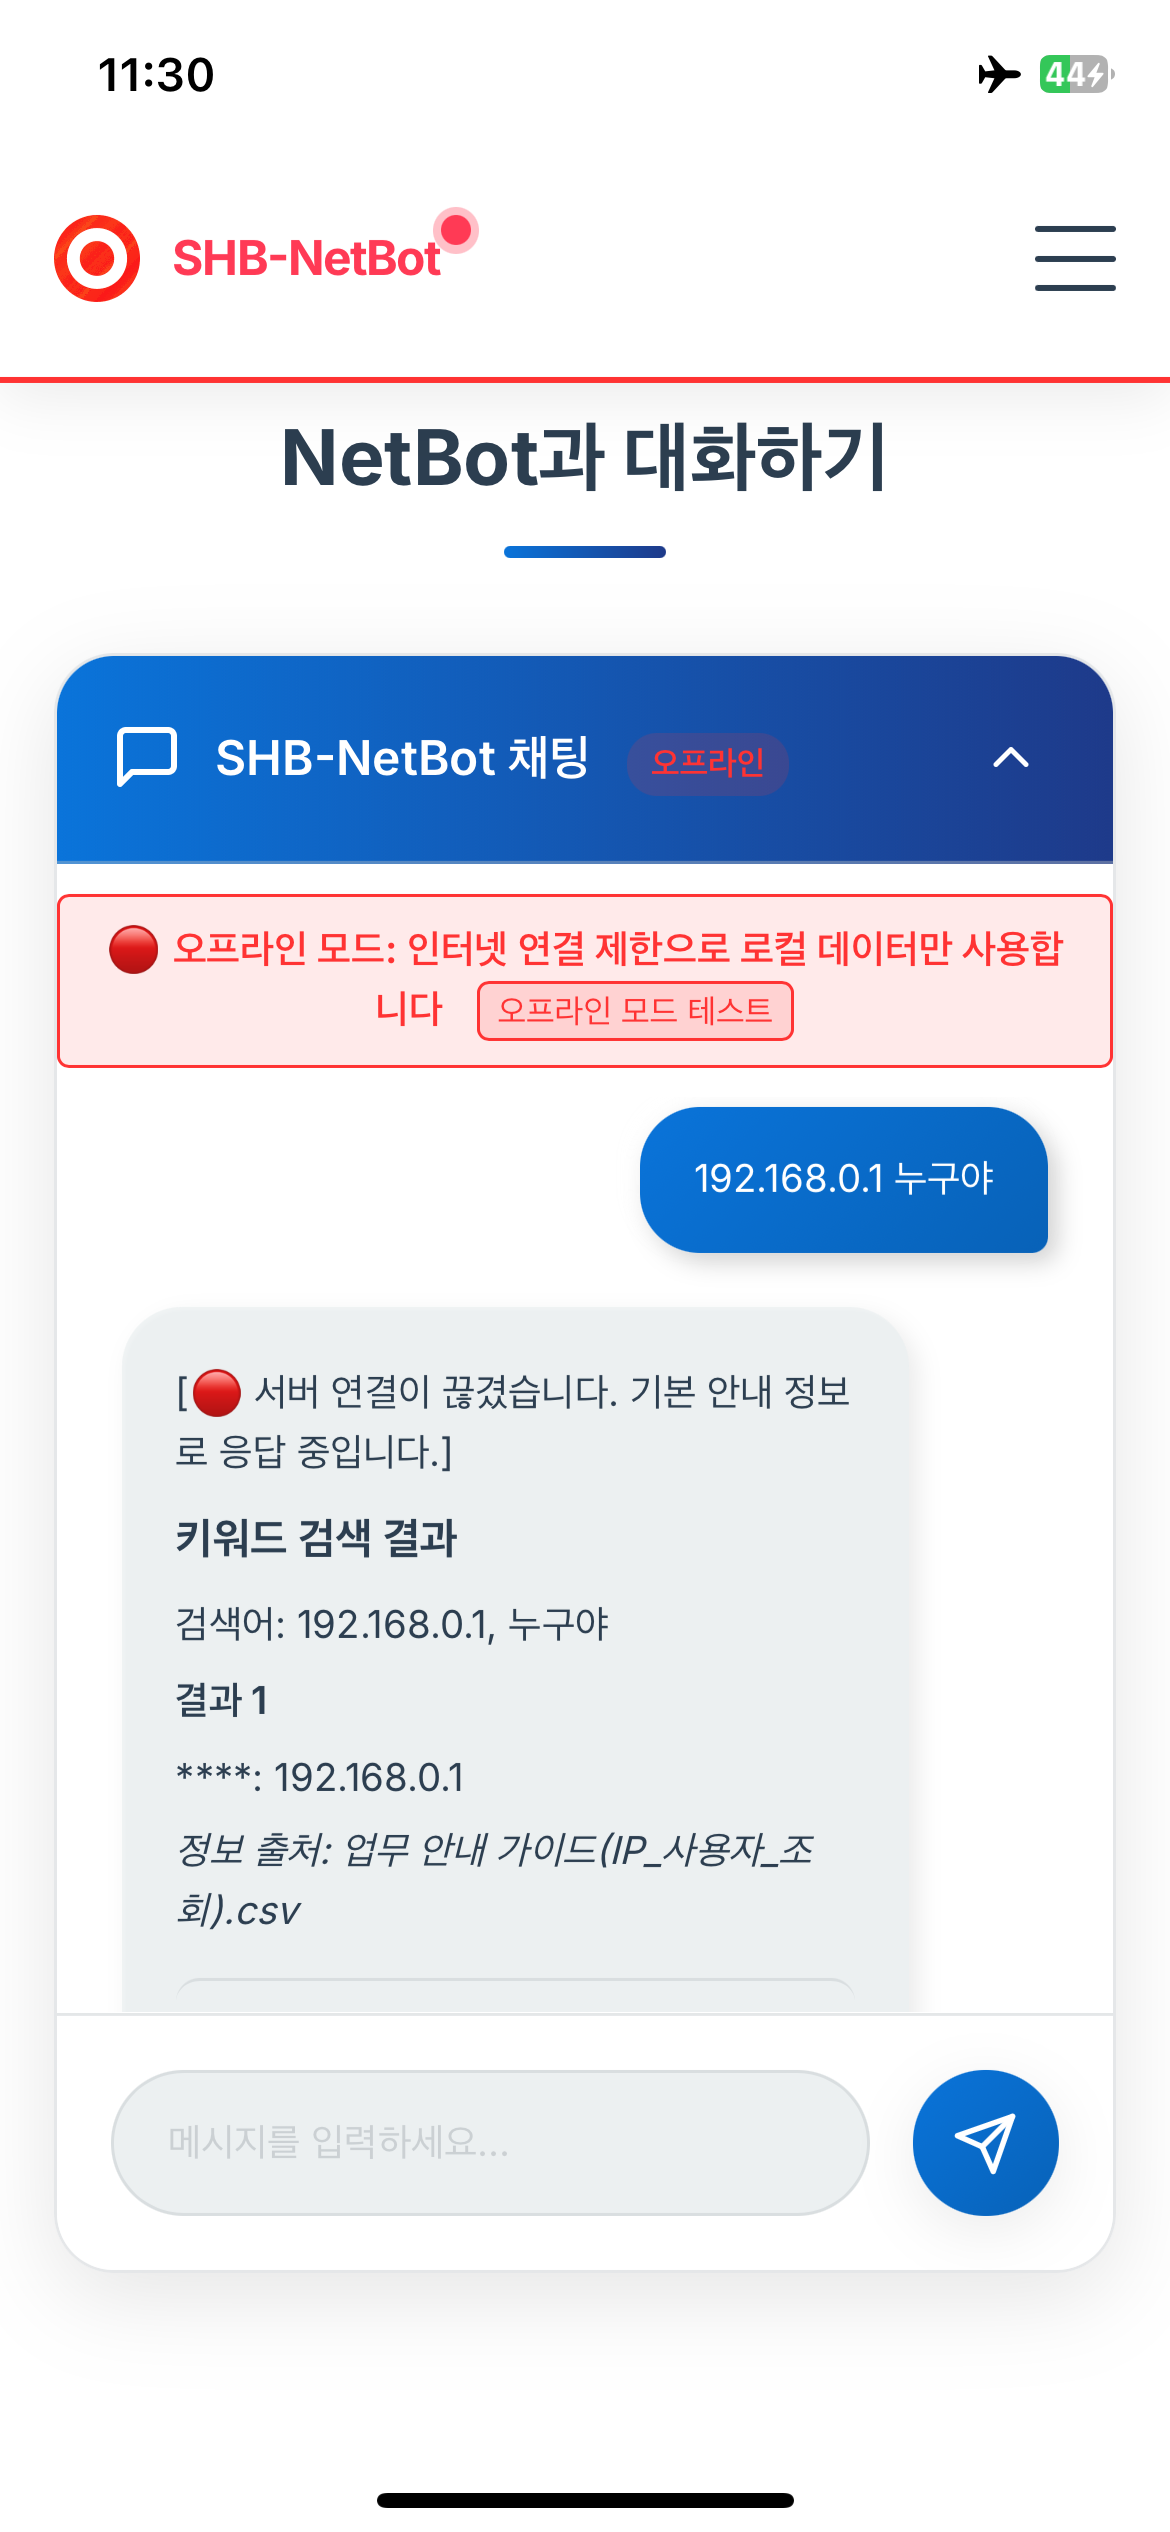 11:30
44
SHB-NetBot
NetBot과 대화하기
SHB-NetBot 채팅 오프라인
🔴 오프라인 모드: 인터넷 연결 제한으로 로컬 데이터만 사용합
니다 오프라인 모드 테스트
192.168.0.1 누구야
[🔴 서버 연결이 끊겼습니다. 기본 안내 정보
로 응답 중입니다.]
키워드 검색 결과
검색어: 192.168.0.1, 누구야
결과 1
****: 192.168.0.1
정보 출처: 업무 안내 가이드(IP_사용자_조
회).csv
메시지를 입력하세요...